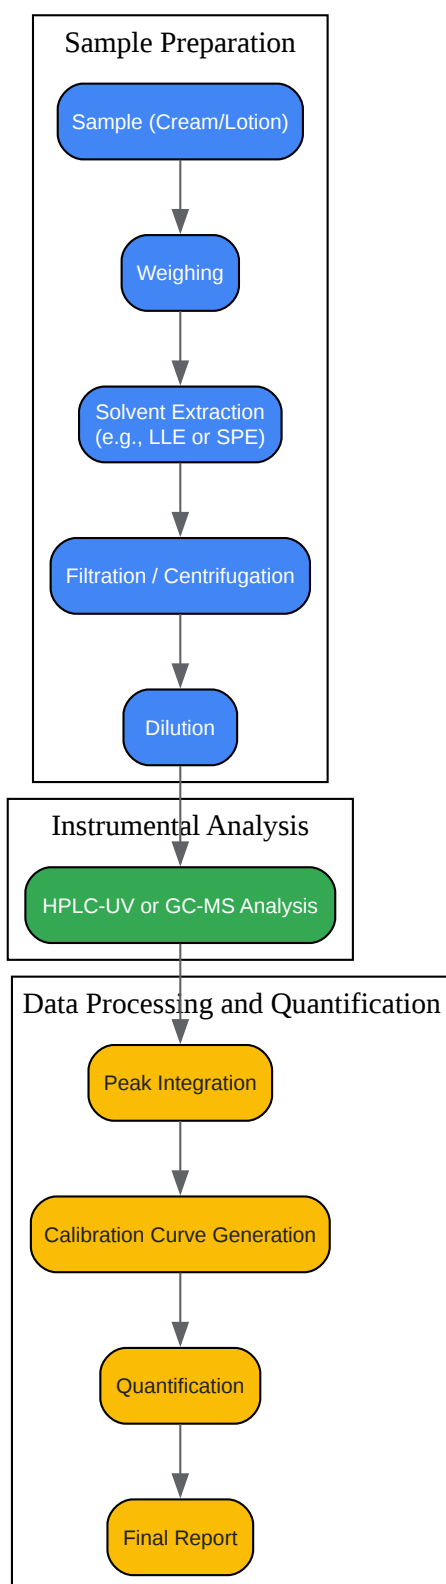 Sample Preparation
Sample (Cream/Lotion)
Weighing
Solvent Extraction
(e.g., LLE or SPE)
Filtration / Centrifugation
Dilution
Instrumental Analysis
HPLC-UV or GC-MS Analysis
Data Processing and Quantification
Peak Integration
Calibration Curve Generation
Quantification
Final Report